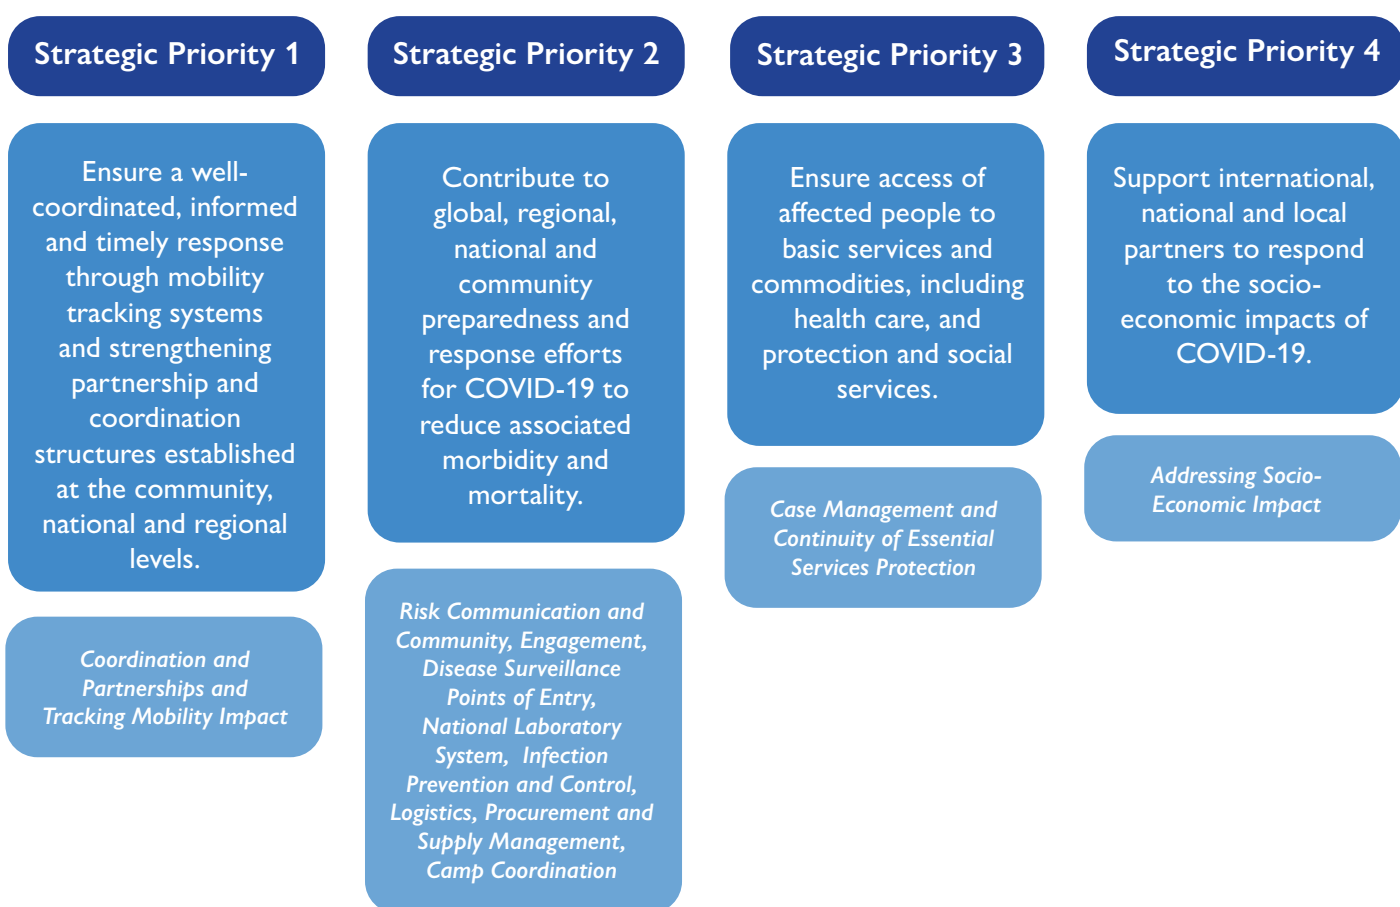 Strategic Priority 1
Ensure a well-
coordinated, informed
and timely response
through mobility
tracking systems
and strengthening
partnership and
coordination
structures established
at the community,
national and regional
levels.
Coordination and
Partnerships and
Tracking Mobility Impact
Strategic Priority 2
Contribute to
global, regional,
national and
community
preparedness and
response efforts
for COVID-19 to
reduce associated
morbidity and
mortality.
Risk Communication and
Community, Engagement,
Disease Surveillance
Points of Entry,
National Laboratory
System, Infection
Prevention and Control,
Logistics, Procurement and
Supply Management,
Camp Coordination
Strategic Priority 3
Ensure access of
affected people to
basic services and
commodities, including
health care, and
protection and social
services.
Case Management and
Continuity of Essential
Services Protection
Strategic Priority 4
Support international,
national and local
partners to respond
to the socio-
economic impacts of
COVID-19.
Addressing Socio-
Economic Impact